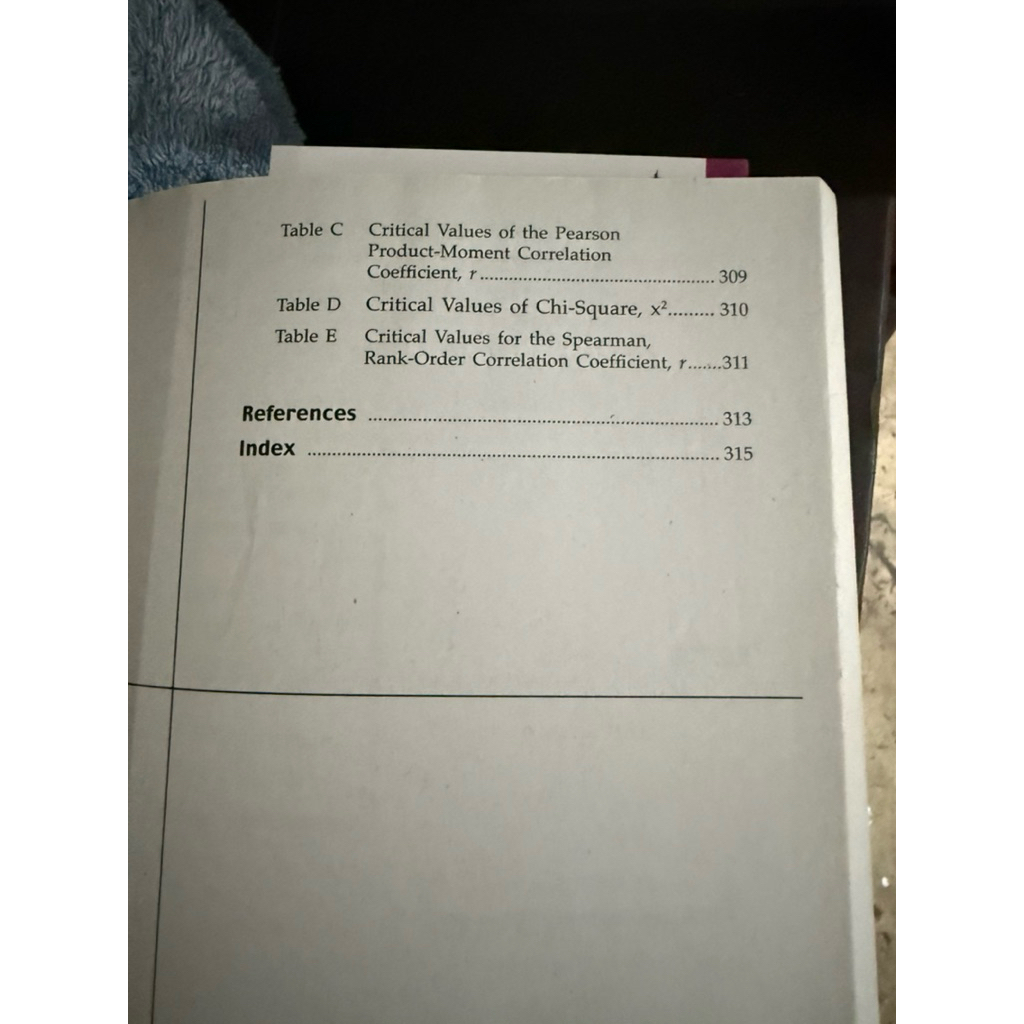 Table C Critical Values of the Pearson
Product-Moment Correlation
Coefficient, r................................................ 309
Table D Critical Values of Chi-Square, x²......... 310
Table E Critical Values for the Spearman,
Rank-Order Correlation Coefficient, r.......311
References ........................................................................ 313
Index .................................................................................... 315